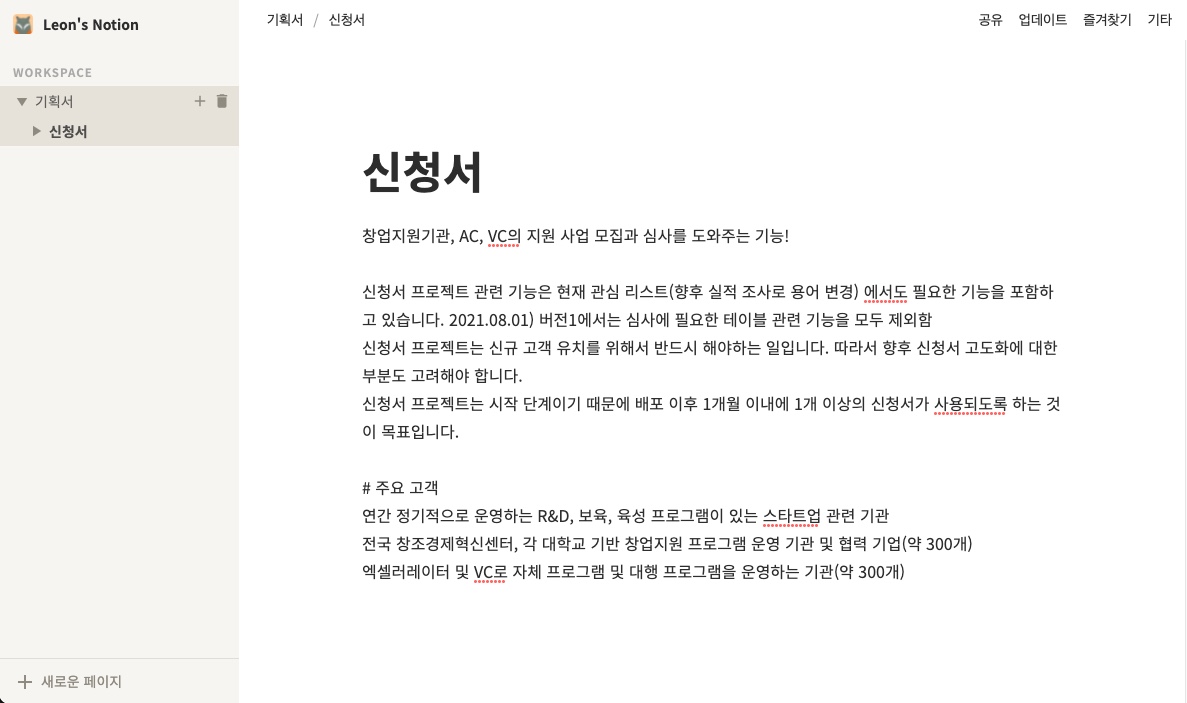 Leon's Notion
WORKSPACE
기획서
신청서
새로운 페이지
기획서 / 신청서
공유 업데이트 즐겨찾기 기타
신청서
창업지원기관, AC, VC의 지원 사업 모집과 심사를 도와주는 기능!
신청서 프로젝트 관련 기능은 현재 관심 리스트(향후 실적 조사로 용어 변경) 에서도 필요한 기능을 포함하
고 있습니다. 2021.08.01) 버전1에서는 심사에 필요한 테이블 관련 기능을 모두 제외함
신청서 프로젝트는 신규 고객 유치를 위해서 반드시 해야하는 일입니다. 따라서 향후 신청서 고도화에 대한
부분도 고려해야 합니다.
신청서 프로젝트는 시작 단계이기 때문에 배포 이후 1개월 이내에 1개 이상의 신청서가 사용되도록 하는 것
이 목표입니다.
# 주요 고객
연간 정기적으로 운영하는 R&D, 보육, 육성 프로그램이 있는 스타트업 관련 기관
전국 창조경제혁신센터, 각 대학교 기반 창업지원 프로그램 운영 기관 및 협력 기업(약 300개)
엑셀러레이터 및 VC로 자체 프로그램 및 대행 프로그램을 운영하는 기관(약 300개)